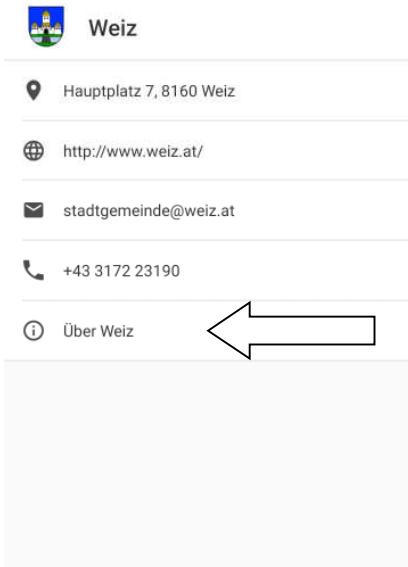 Weiz
Hauptplatz 7, 8160 Weiz
http://www.weiz.at/
stadtgemeinde@weiz.at
+43 3172 23190
Über Weiz